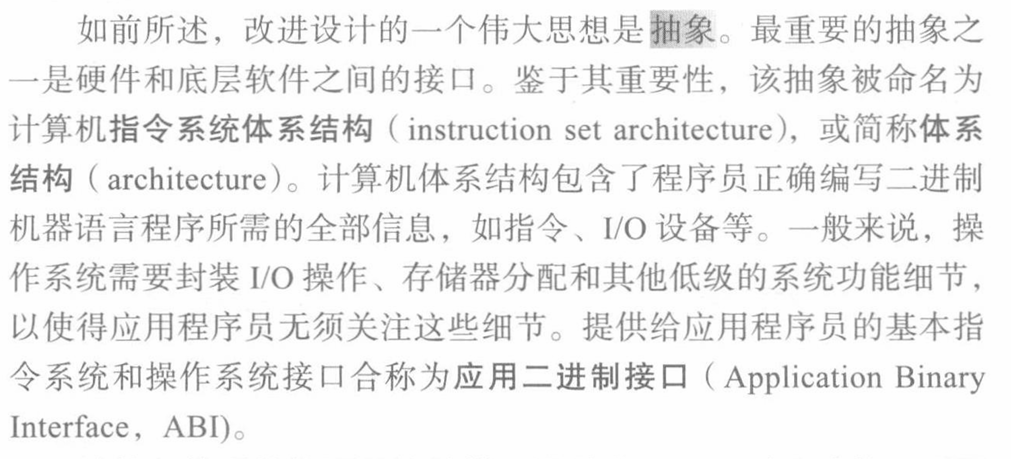 如前所述，改进设计的一个伟大思想是抽象。最重要的抽象之
一是硬件和底层软件之间的接口。鉴于其重要性，该抽象被命名为
计算机指令系统体系结构（instruction set architecture），或简称体系
结构（architecture）。计算机体系结构包含了程序员正确编写二进制
机器语言程序所需的全部信息，如指令、I/O 设备等。一般来说，操
作系统需要封装 I/O 操作、存储器分配和其他低级的系统功能细节，
以使得应用程序员无须关注这些细节。提供给应用程序员的基本指
令系统和操作系统接口合称为应用二进制接口（Application Binary
Interface，ABI）。